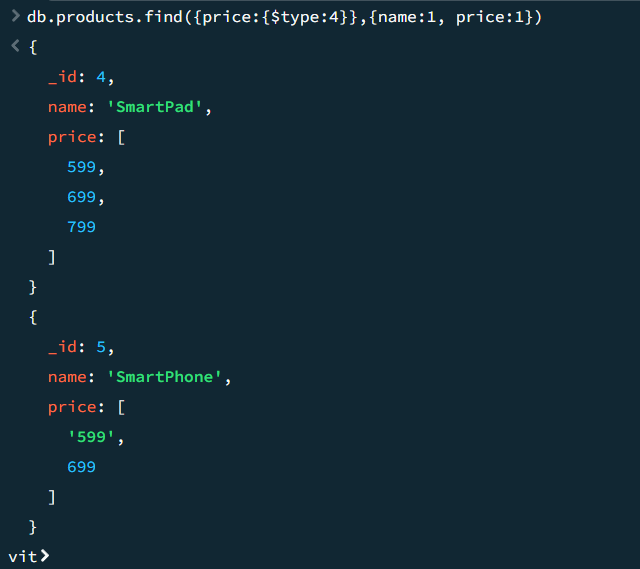 > db.products.find({price:{$type:4}},{name:1, price:1})
< {
_id: 4,
name: 'SmartPad',
price: [
599,
699,
799
]
}
{
_id: 5,
name: 'SmartPhone',
price: [
'599',
699
]
}
vit>